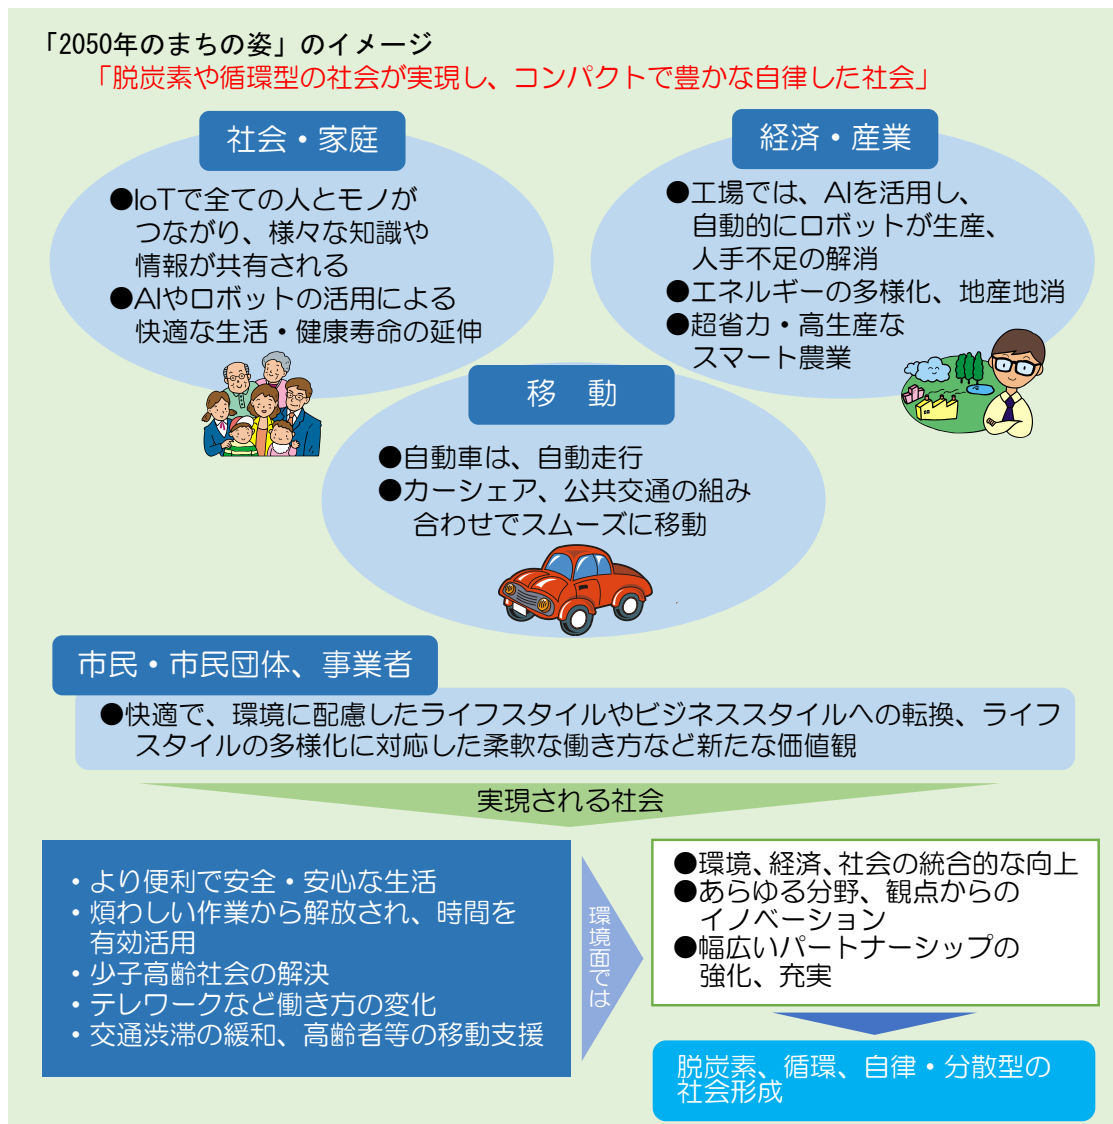 「2050年のまちの姿」のイメージ
「脱炭素や循環型の社会が実現し、コンパクトで豊かな自律した社会」
社会・家庭
●IoTで全ての人とモノが
つながり、様々な知識や
情報が共有される
●AIやロボットの活用による
快適な生活・健康寿命の延伸
経済・産業
●工場では、AIを活用し、
自動的にロボットが生産、
人手不足の解消
●エネルギーの多様化、地産地消
●超省力・高生産な
スマート農業
移　動
●自動車は、自動走行
●カーシェア、公共交通の組み
合わせでスムーズに移動
市民・市民団体、事業者
●快適で、環境に配慮したライフスタイルやビジネススタイルへの転換、ライフ
スタイルの多様化に対応した柔軟な働き方など新たな価値観
実現される社会
・より便利で安全・安心な生活
・煩わしい作業から解放され、時間を
有効活用
・少子高齢社会の解決
・テレワークなど働き方の変化
・交通渋滞の緩和、高齢者等の移動支援
環境面では
●環境、経済、社会の統合的な向上
●あらゆる分野、観点からの
イノベーション
●幅広いパートナーシップの
強化、充実
脱炭素、循環、自律・分散型の
社会形成